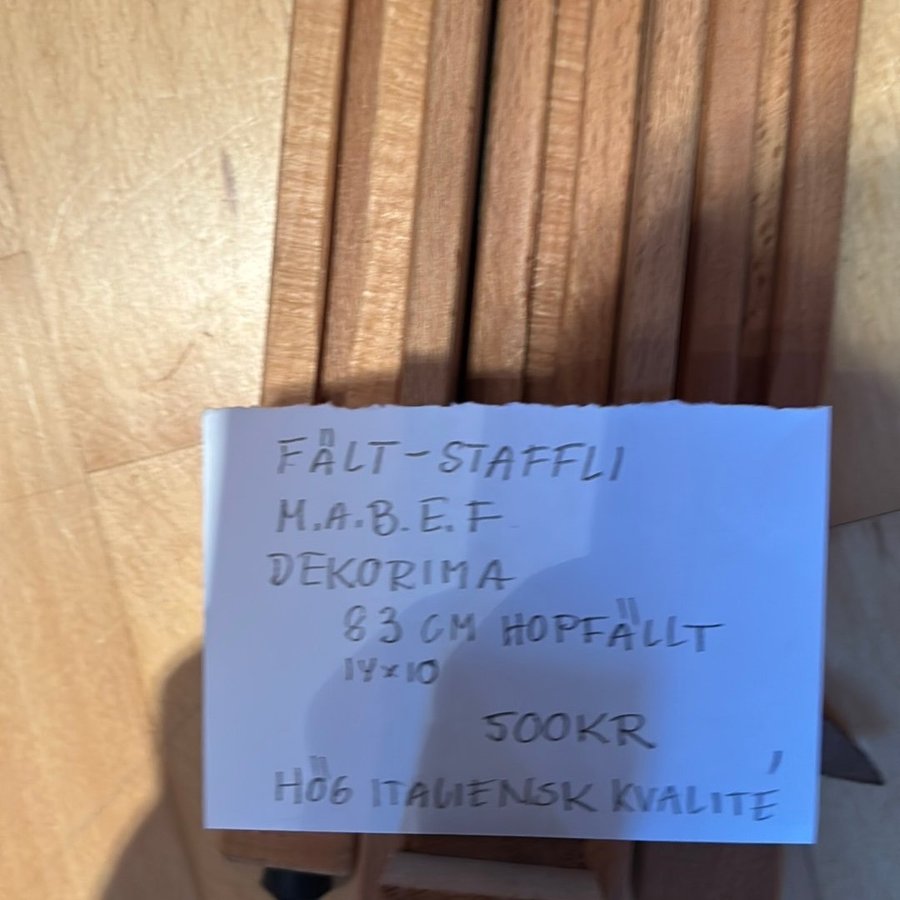 FÄLT-STAFFLI
M.A.B.E.F
DEKORIMA
83 CM HOPFÄLLT
14x10
500KR
HÖG ITALIENSK KVALITÉ